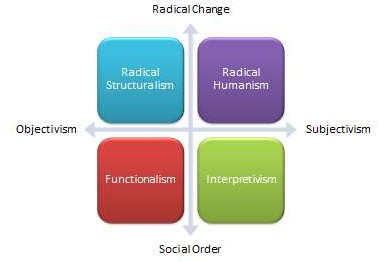 Radical Change
Radical
Structuralism
Radical
Humanism
Objectivism
Subjectivism
Functionalism
Interpretivism
Social Order